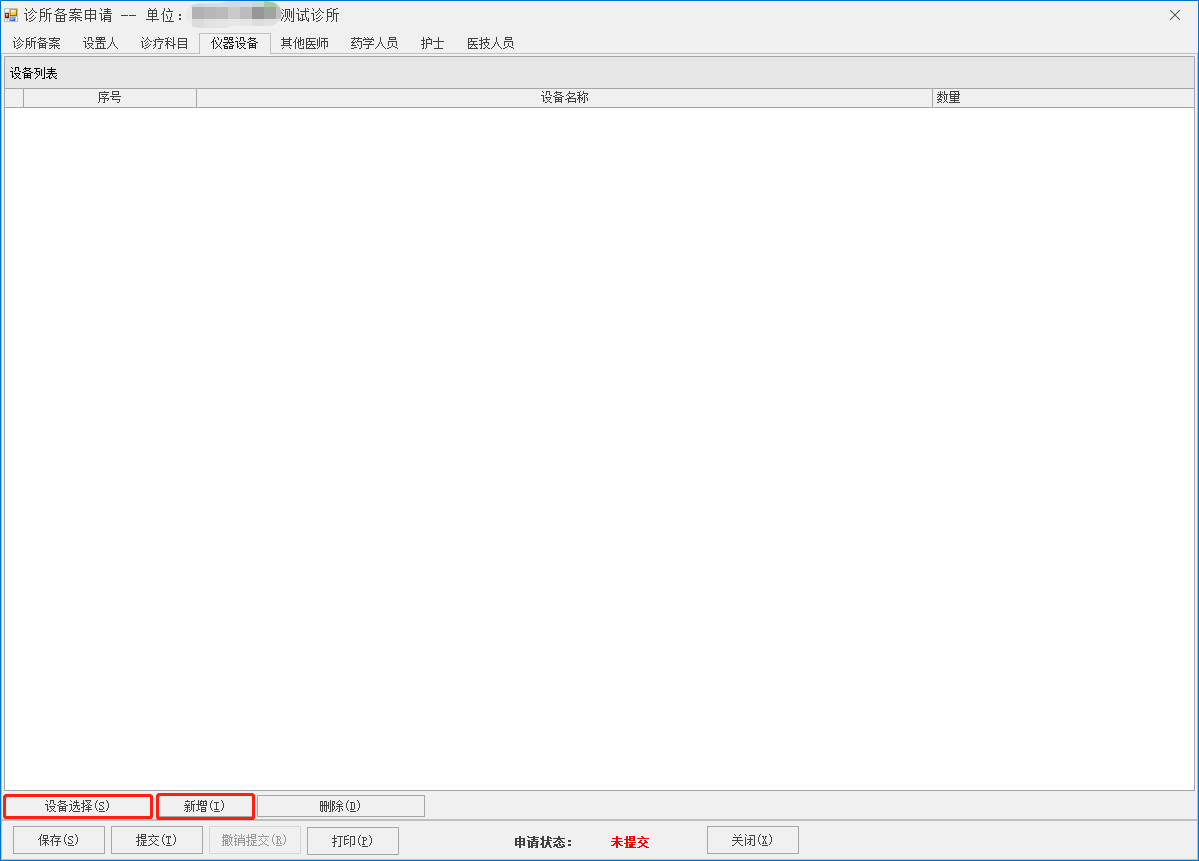 诊所备案申请 -- 单位: 测试诊所
诊所备案 设置人 诊疗科目 仪器设备 其他医师 药学人员 护士 医技人员
设备列表
序号 设备名称 数量
设备选择(S) 新增(I) 删除(D)
保存(S) 提交(T) 撤销提交(R) 打印(P) 申请状态: 未提交 关闭(X)